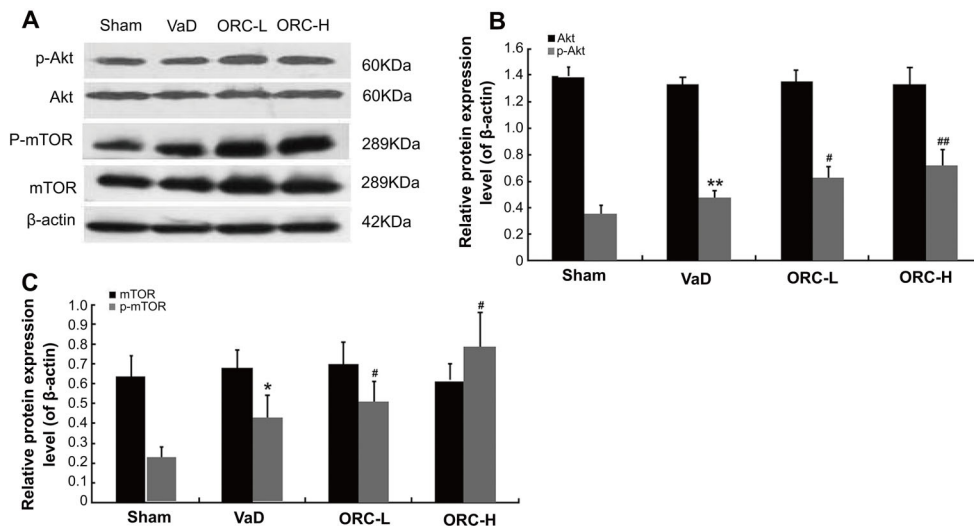 A
Sham VaD ORC-L ORC-H
p-Akt 60KDa
Akt 60KDa
P-mTOR 289KDa
mTOR 289KDa
β-actin 42KDa
B
Akt
p-Akt
Relative protein expression
level (of β-actin)
1.6
1.4
1.2
1.0
0.8
0.6
0.4
0.2
0
**
#
##
Sham VaD ORC-L ORC-H
C
mTOR
p-mTOR
Relative protein expression
level (of β-actin)
1.0
0.9
0.8
0.7
0.6
0.5
0.4
0.3
0.2
0.1
0
*
#
#
Sham VaD ORC-L ORC-H